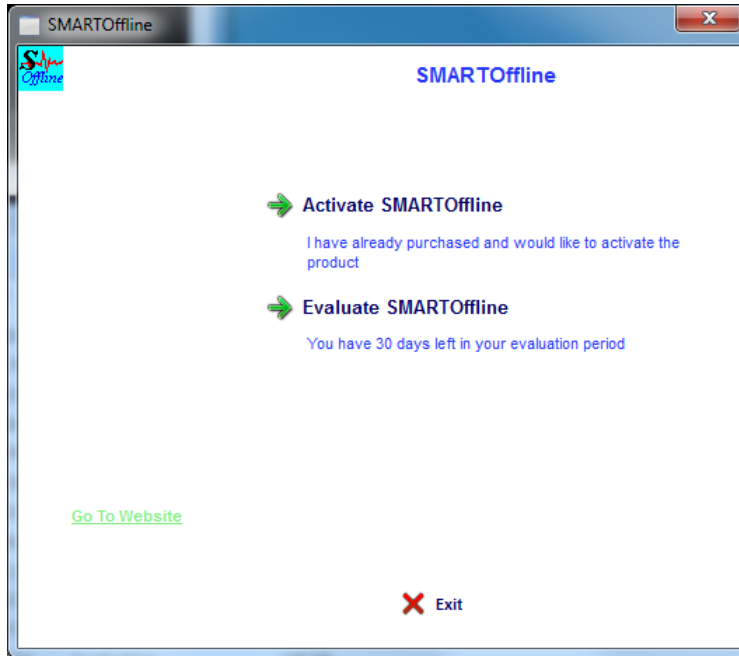 SMARTOffline
S
Offline
SMARTOffline
Activate SMARTOffline
I have already purchased and would like to activate the
product
Evaluate SMARTOffline
You have 30 days left in your evaluation period
Go To Website
Exit